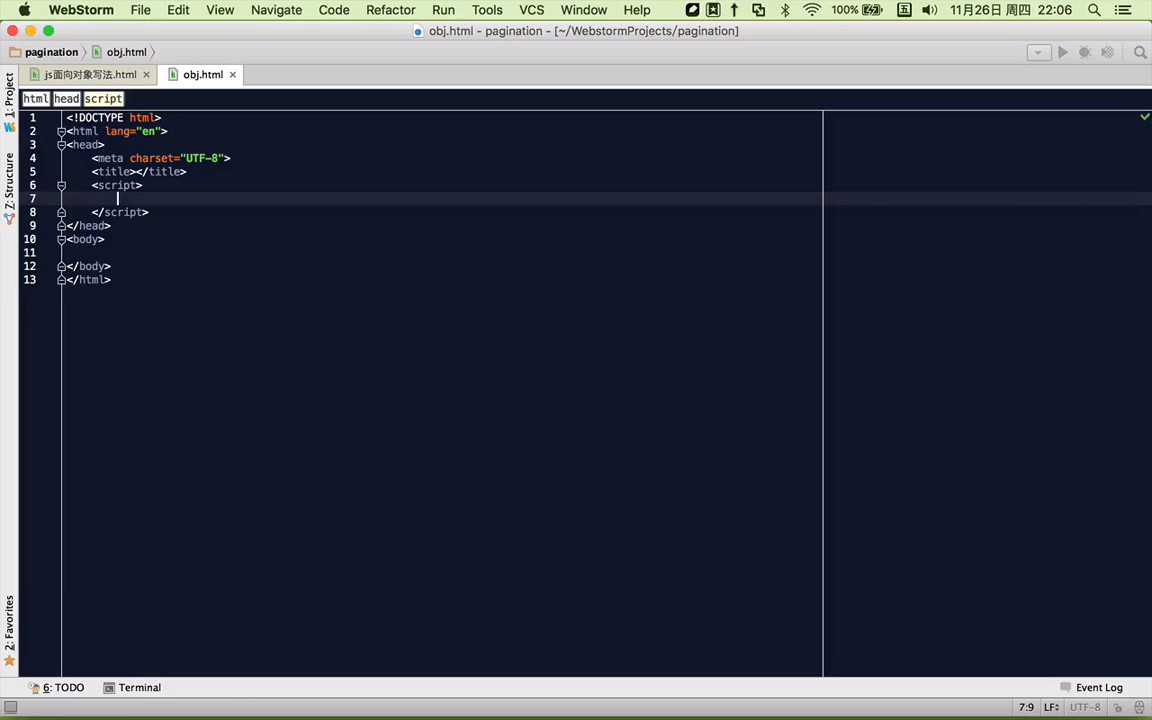 WebStorm File Edit View Navigate Code Refactor Run Tools VCS Window Help 100% 五 11月26日 周四 22:06
obj.html - pagination - [~/WebstormProjects/pagination]
pagination obj.html
js面向对象写法.html obj.html
html head script
1 <!DOCTYPE html>
2 <html lang="en">
3 <head>
4 <meta charset="UTF-8">
5 <title></title>
6 <script>
7
8 </script>
9 </head>
10 <body>
11
12 </body>
13 </html>
1: Project
7: Structure
2: Favorites
6: TODO Terminal Event Log
7:9 LF UTF-8